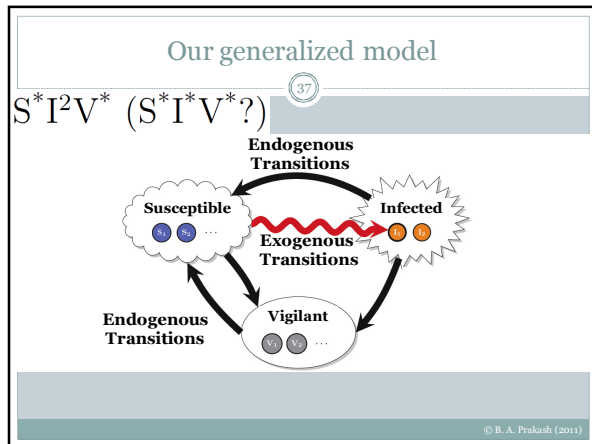 Our generalized model
37
S*I²V* (S*I*V*?)
Endogenous
Transitions
Susceptible
Infected
S₁ S₂ ...
I₁ I₂
Exogenous
Transitions
Vigilant
Endogenous
Transitions
V₁ V₂ ...
© B. A. Prakash (2011)